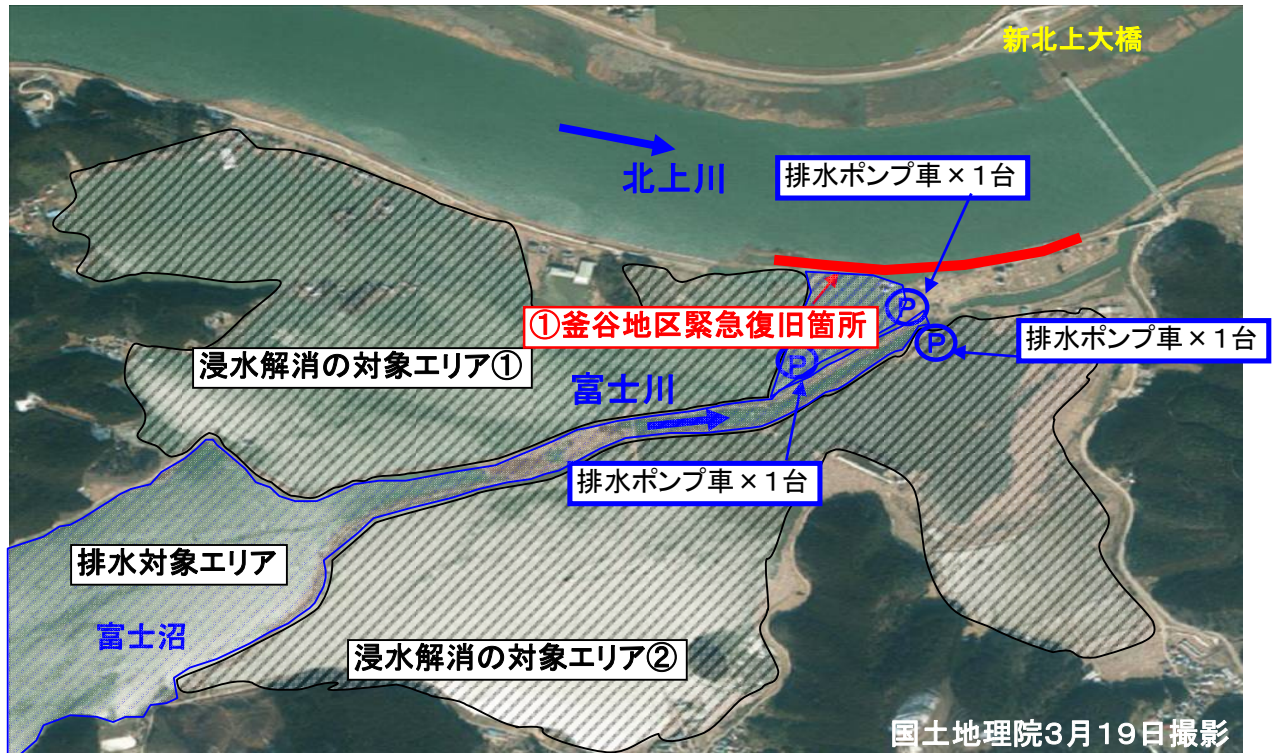 新北上大橋
北上川
排水ポンプ車×1台
①釜谷地区緊急復旧箇所
P
P
P
排水ポンプ車×1台
浸水解消の対象エリア①
富士川
排水ポンプ車×1台
排水対象エリア
富士沼
浸水解消の対象エリア②
国土地理院3月19日撮影